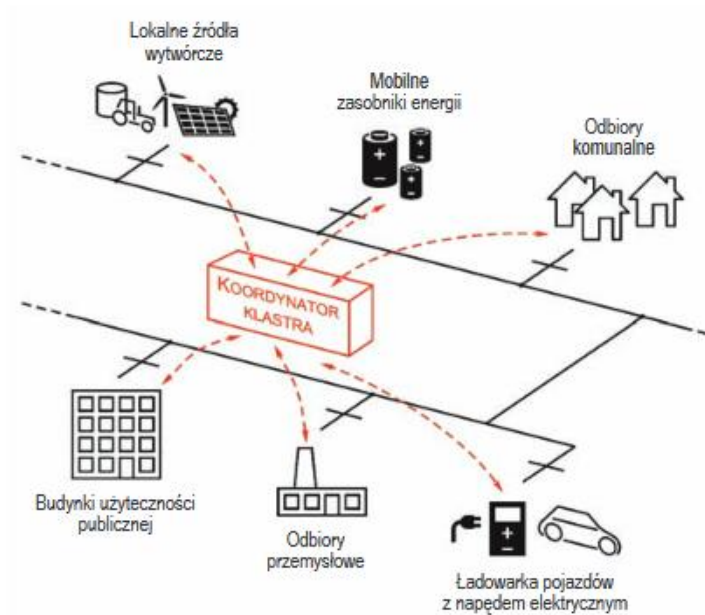 Lokalne źródła
wytwórcze
Mobilne
zasobniki energii
Odbiory
komunalne
KOORDYNATOR
KLASTRA
Budynki użyteczności
publicznej
Odbiory
przemysłowe
Ładowarka pojazdów
z napędem elektrycznym